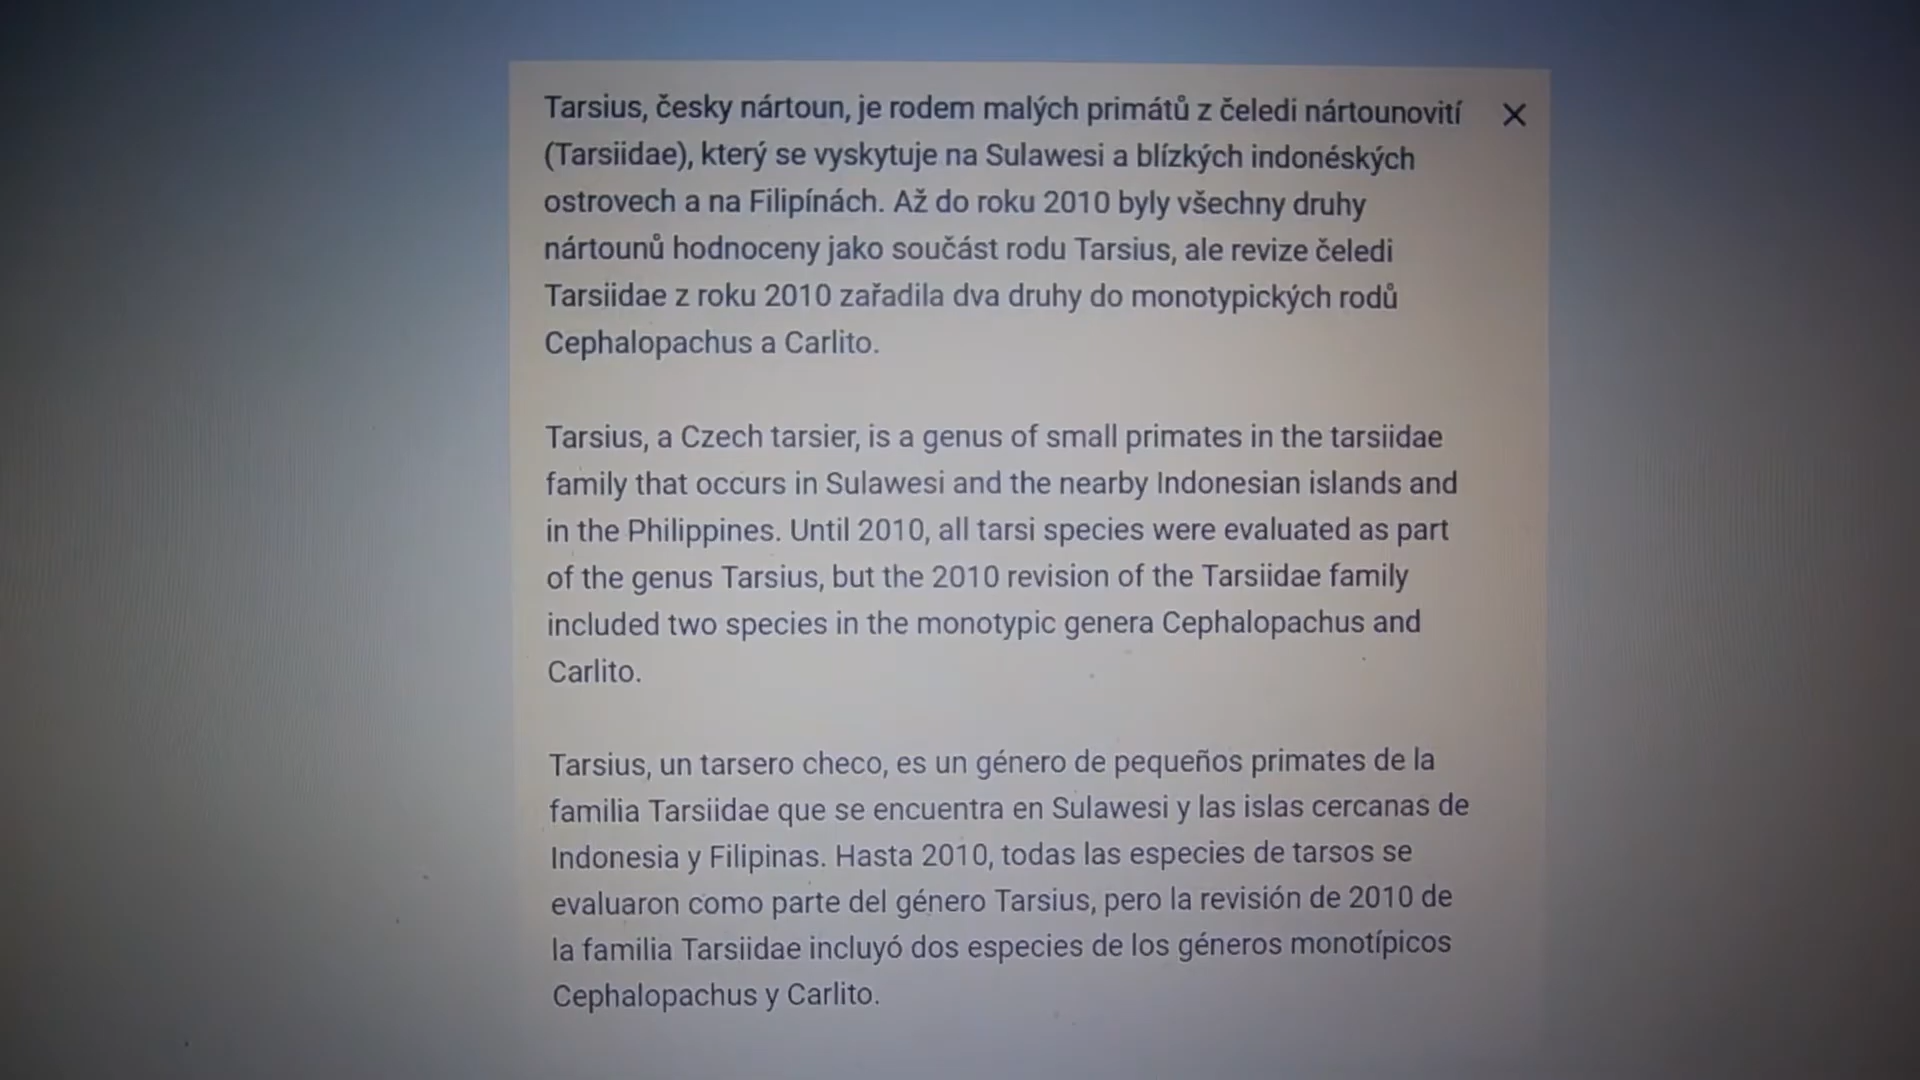 Tarsius, česky nártoun, je rodem malých primátů z čeledi nártounovití
(Tarsiidae), který se vyskytuje na Sulawesi a blízkých indonéských
ostrovech a na Filipínách. Až do roku 2010 byly všechny druhy
nártounů hodnoceny jako součást rodu Tarsius, ale revize čeledi
Tarsiidae z roku 2010 zařadila dva druhy do monotypických rodů
Cephalopachus a Carlito.
Tarsius, a Czech tarsier, is a genus of small primates in the tarsiidae
family that occurs in Sulawesi and the nearby Indonesian islands and
in the Philippines. Until 2010, all tarsi species were evaluated as part
of the genus Tarsius, but the 2010 revision of the Tarsiidae family
included two species in the monotypic genera Cephalopachus and
Carlito.
Tarsius, un tarsero checo, es un género de pequeños primates de la
familia Tarsiidae que se encuentra en Sulawesi y las islas cercanas de
Indonesia y Filipinas. Hasta 2010, todas las especies de tarsos se
evaluaron como parte del género Tarsius, pero la revisión de 2010 de
la familia Tarsiidae incluyó dos especies de los géneros monotípicos
Cephalopachus y Carlito.